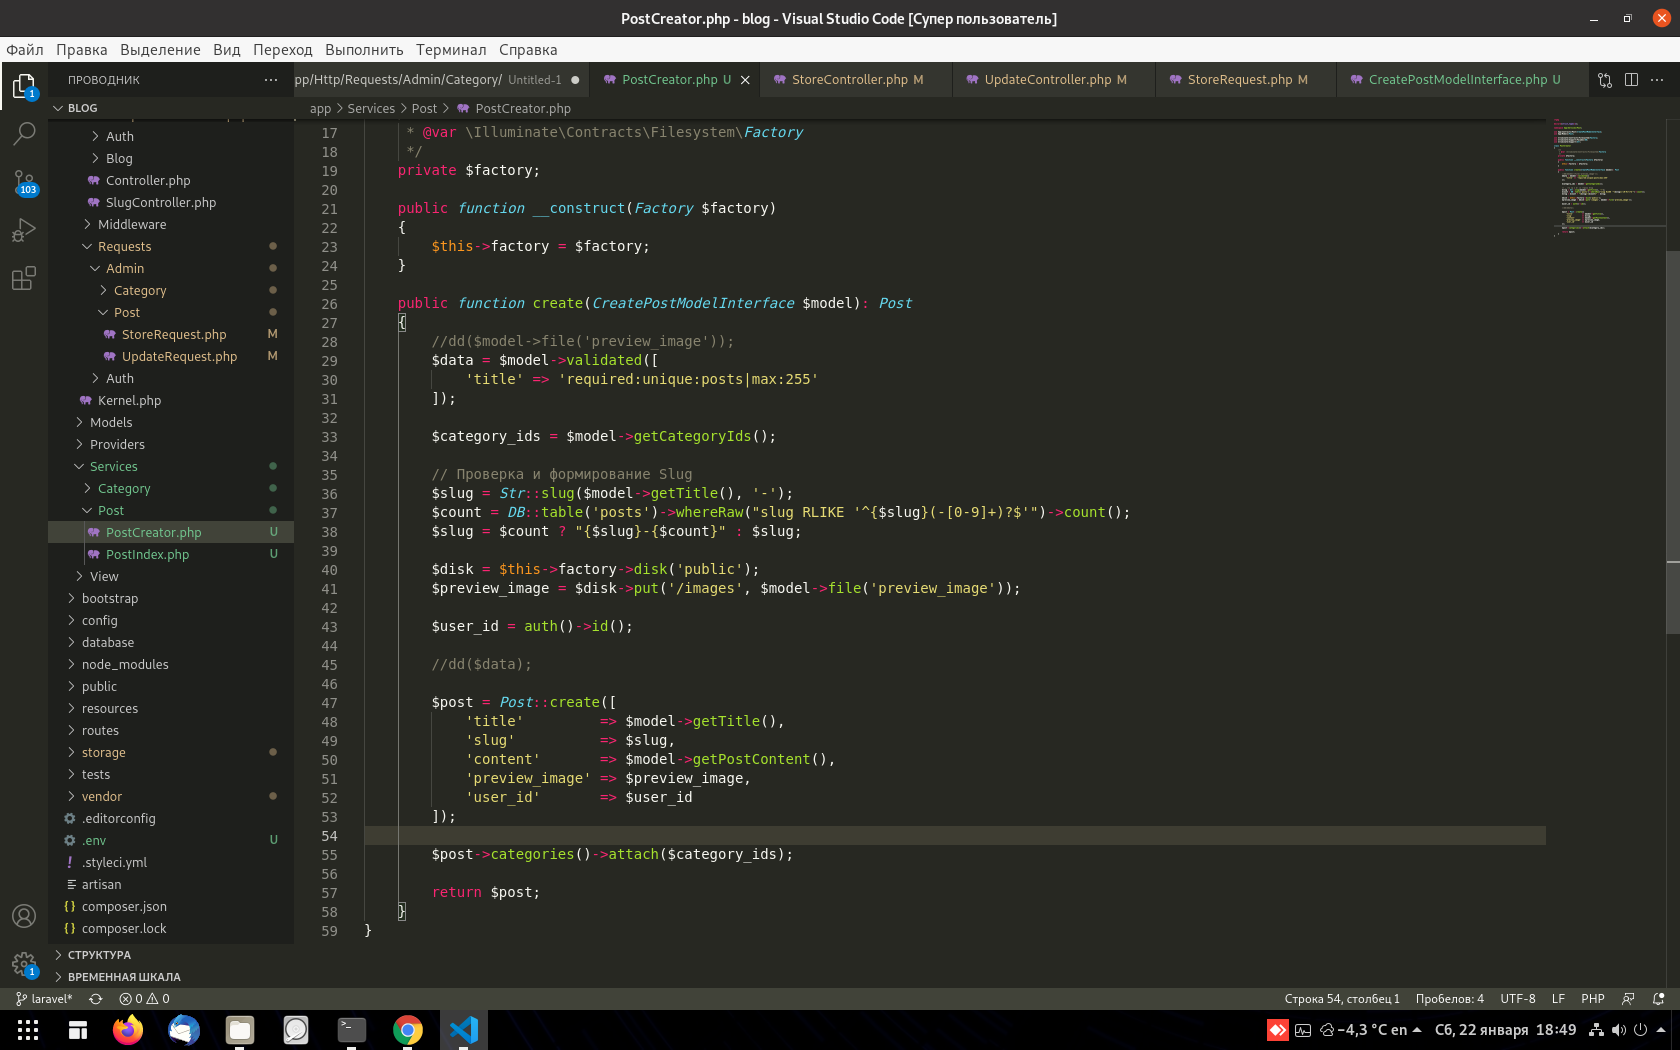 PostCreator.php - blog - Visual Studio Code [Супер пользователь]
Файл Правка Выделение Вид Переход Выполнить Терминал Справка
ПРОВОДНИК
pp/Http/Requests/Admin/Category/ Untitled-1
PostCreator.php U
StoreController.php M
UpdateController.php M
StoreRequest.php M
CreatePostModelInterface.php U
BLOG
app > Services > Post > PostCreator.php
Auth
Blog
Controller.php
SlugController.php
Middleware
Requests
Admin
Category
Post
StoreRequest.php M
UpdateRequest.php M
Auth
Kernel.php
Models
Providers
Services
Category
Post
PostCreator.php U
PostIndex.php U
View
bootstrap
config
database
node_modules
public
resources
routes
storage
tests
vendor
.editorconfig
.env U
! .styleci.yml
artisan
{} composer.json
{} composer.lock
СТРУКТУРА
ВРЕМЕННАЯ ШКАЛА
1
103
1
17 * @var \Illuminate\Contracts\Filesystem\Factory
18 */
19 private $factory;
20
21 public function __construct(Factory $factory)
22 {
23 $this->factory = $factory;
24 }
25
26 public function create(CreatePostModelInterface $model): Post
27 {
28 //dd($model->file('preview_image'));
29 $data = $model->validated([
30 'title' => 'required:unique:posts|max:255'
31 ]);
32
33 $category_ids = $model->getCategoryIds();
34
35 // Проверка и формирование Slug
36 $slug = Str::slug($model->getTitle(), '-');
37 $count = DB::table('posts')->whereRaw("slug RLIKE '^{$slug}(-[0-9]+)?$'")->count();
38 $slug = $count ? "{$slug}-{$count}" : $slug;
39
40 $disk = $this->factory->disk('public');
41 $preview_image = $disk->put('/images', $model->file('preview_image'));
42
43 $user_id = auth()->id();
44
45 //dd($data);
46
47 $post = Post::create([
48 'title' => $model->getTitle(),
49 'slug' => $slug,
50 'content' => $model->getPostContent(),
51 'preview_image' => $preview_image,
52 'user_id' => $user_id
53 ]);
54
55 $post->categories()->attach($category_ids);
56
57 return $post;
58 }
59 }
laravel* 0 0
Строка 54, столбец 1 Пробелов: 4 UTF-8 LF PHP
−4,3 °C en Сб, 22 января 18:49